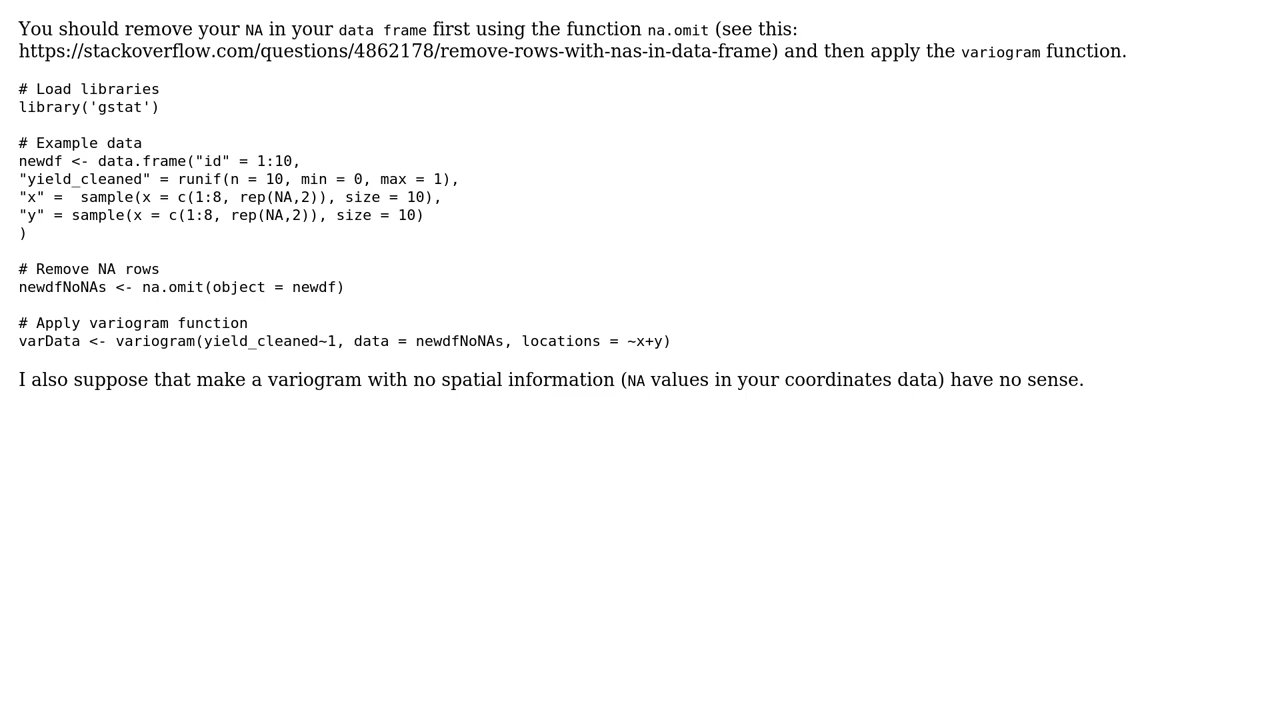 You should remove your NA in your data frame first using the function na.omit (see this:
https://stackoverflow.com/questions/4862178/remove-rows-with-nas-in-data-frame) and then apply the variogram function.
# Load libraries
library('gstat')
# Example data
newdf <- data.frame("id" = 1:10,
"yield_cleaned" = runif(n = 10, min = 0, max = 1),
"x" =  sample(x = c(1:8, rep(NA,2)), size = 10),
"y" = sample(x = c(1:8, rep(NA,2)), size = 10)
)
# Remove NA rows
newdfNoNAs <- na.omit(object = newdf)
# Apply variogram function
varData <- variogram(yield_cleaned~1, data = newdfNoNAs, locations = ~x+y)
I also suppose that make a variogram with no spatial information (NA values in your coordinates data) have no sense.